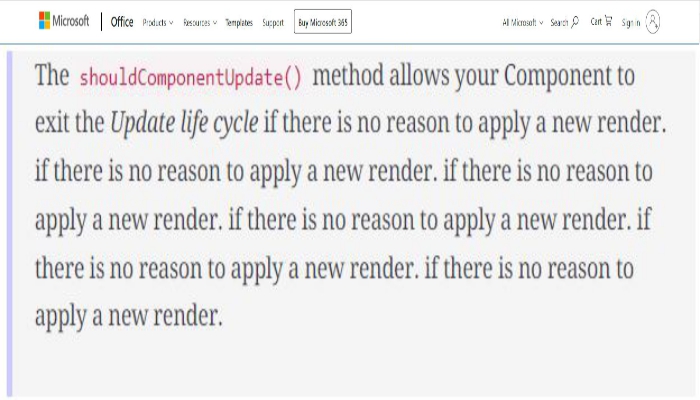 Microsoft | Office Products Resources Templates Support Buy Microsoft 365 All Microsoft Search Cart Sign in
The shouldComponentUpdate() method allows your Component to
exit the Update life cycle if there is no reason to apply a new render.
if there is no reason to apply a new render. if there is no reason to
apply a new render. if there is no reason to apply a new render. if
there is no reason to apply a new render. if there is no reason to
apply a new render.